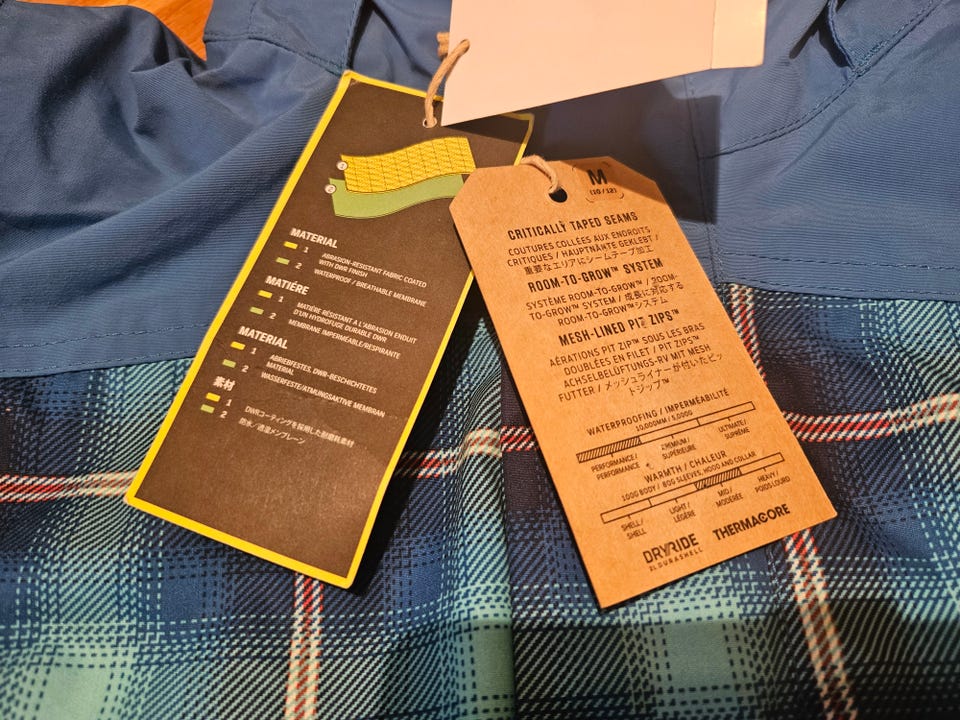 1
2
MATERIAL
1 ABRASION-RESISTANT FABRIC COATED
WITH DWR FINISH
2 WATERPROOF / BREATHABLE MEMBRANE
MATIÉRE
1 MATIÉRE RÉSISTANT A L'ABRASION ENDUIT
D'UN HYDROFUGE DURABLE DWR
2 MEMBRANE IMPERMÉABLE/RESPIRANTE
MATERIAL
1 ABRIEBFESTES, DWR-BESCHICHTETES
MATERIAL
2 WASSERFESTE/ATMUNGSAKTIVE MEMBRAN
素材
1 DWRコーティングを採用した耐磨耗素材
2 防水／透湿メンブレーン
M
(10/12)
CRITICALLY TAPED SEAMS
COUTURES COLLÉES AUX ENDROITS
CRITIQUES / HAUPTNÄHTE GEKLEBT /
重要なエリアにシームテープ加工
ROOM-TO-GROW™ SYSTEM
SYSTÈME ROOM-TO-GROW™ / ROOM-
TO-GROW™ SYSTEM / 成長に対応する
ROOM-TO-GROW™システム
MESH-LINED PIT ZIPS™
AÉRATIONS PIT ZIP™ SOUS LES BRAS
DOUBLÉES EN FILET / PIT ZIPS™
ACHSELBELÜFTUNGS-RV MIT MESH
FUTTER / メッシュライナーが付いたピッ
トジップ™
WATERPROOFING / IMPERMÉABILITÉ
10,000MM / 5,000G
PERFORMANCE / PERFORMANCE
PREMIUM / SUPÉRIEURE
ULTIMATE / SUPRÊME
WARMTH / CHALEUR
100G BODY / 80G SLEEVES, HOOD AND COLLAR
SHELL / SHELL
LIGHT / LÉGÈRE
MID / MODÉRÉE
HEAVY / POIDS LOURD
DRYRIDE
2L DURASHELL
THERMACORE